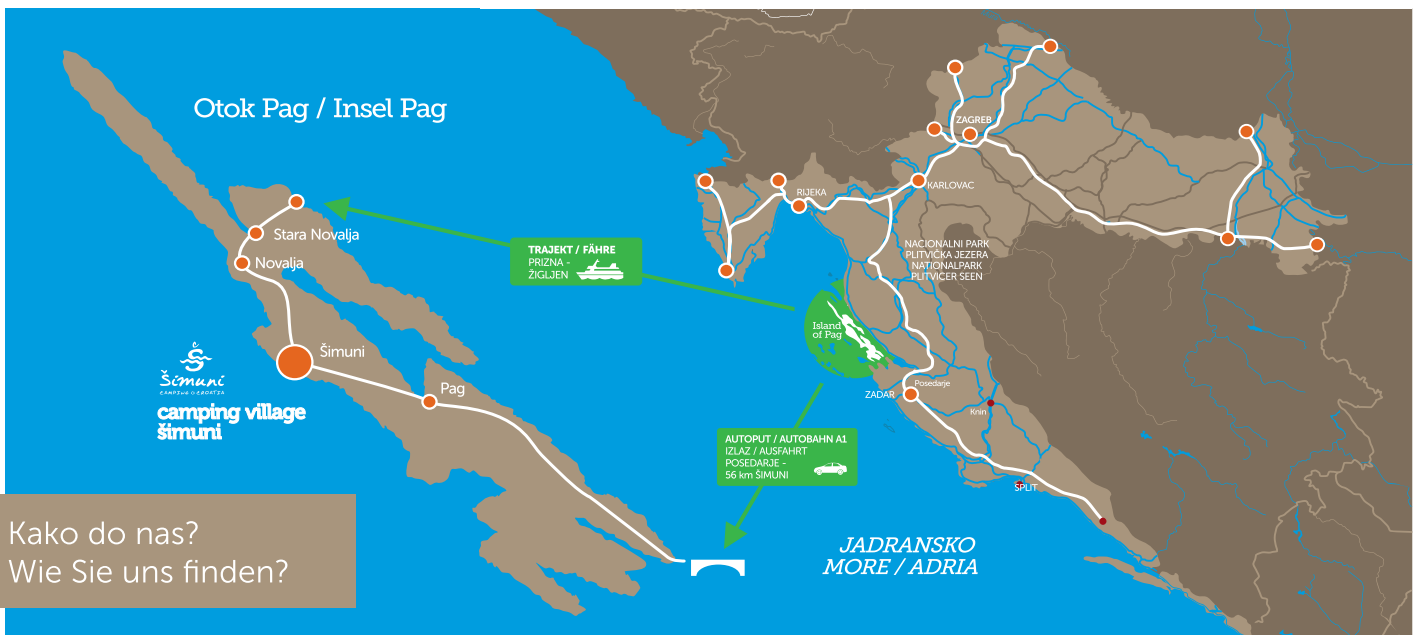 Otok Pag / Insel Pag
Stara Novalja
Novalja
Šimuni
Pag
Šimuni
CAMPING CROATIA
camping village
šimuni
TRAJEKT / FÄHRE
PRIZNA -
ŽIGLJEN
AUTOPUT / AUTOBAHN A1
IZLAZ / AUSFAHRT
POSEDARJE -
56 km ŠIMUNI
Island
of Pag
ZAGREB
KARLOVAC
RIJEKA
NACIONALNI PARK
PLITVIČKA JEZERA
NATIONALPARK
PLITVICER SEEN
Posedarje
ZADAR
Knin
SPLIT
JADRANSKO
MORE / ADRIA
Kako do nas?
Wie Sie uns finden?